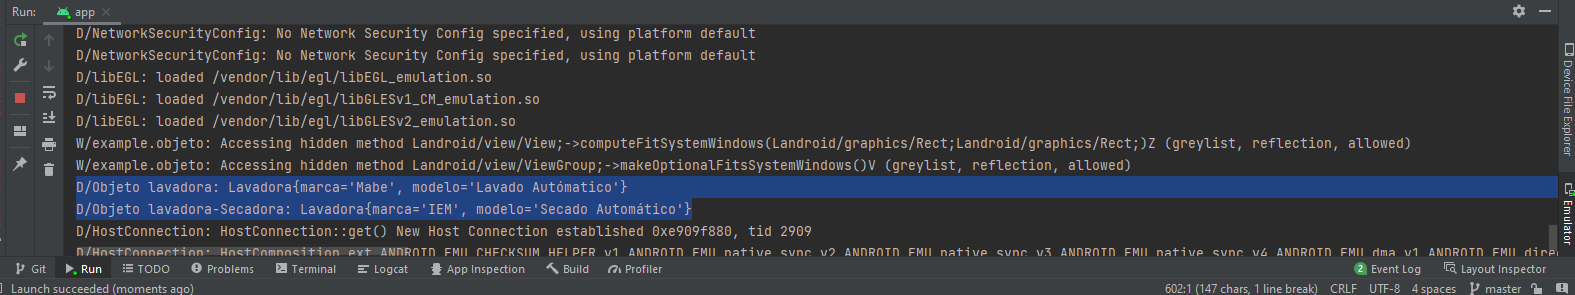 Run: app
D/NetworkSecurityConfig: No Network Security Config specified, using platform default
D/NetworkSecurityConfig: No Network Security Config specified, using platform default
D/libEGL: loaded /vendor/lib/egl/libEGL_emulation.so
D/libEGL: loaded /vendor/lib/egl/libGLESv1_CM_emulation.so
D/libEGL: loaded /vendor/lib/egl/libGLESv2_emulation.so
W/example.objeto: Accessing hidden method Landroid/view/View;->computeFitSystemWindows(Landroid/graphics/Rect;Landroid/graphics/Rect;)Z (greylist, reflection, allowed)
W/example.objeto: Accessing hidden method Landroid/view/ViewGroup;->makeOptionalFitsSystemWindows()V (greylist, reflection, allowed)
D/Objeto lavadora: Lavadora{marca='Mabe', modelo='Lavado Autómatico'}
D/Objeto lavadora-Secadora: Lavadora{marca='IEM', modelo='Secado Automático'}
D/HostConnection: HostConnection::get() New Host Connection established 0xe909f880, tid 2909
D/HostConnection: HostComposition ext ANDROID_EMU_CHECKSUM_HELPER_v1 ANDROID_EMU_native_sync_v2 ANDROID_EMU_native_sync_v3 ANDROID_EMU_native_sync_v4 ANDROID_EMU_dma_v1 ANDROID_EMU_dire
Device File Explorer
Emulator
Git Run TODO Problems Terminal Logcat App Inspection Build Profiler 2 Event Log Layout Inspector
Launch succeeded (moments ago) 602:1 (147 chars, 1 line break) CRLF UTF-8 4 spaces master